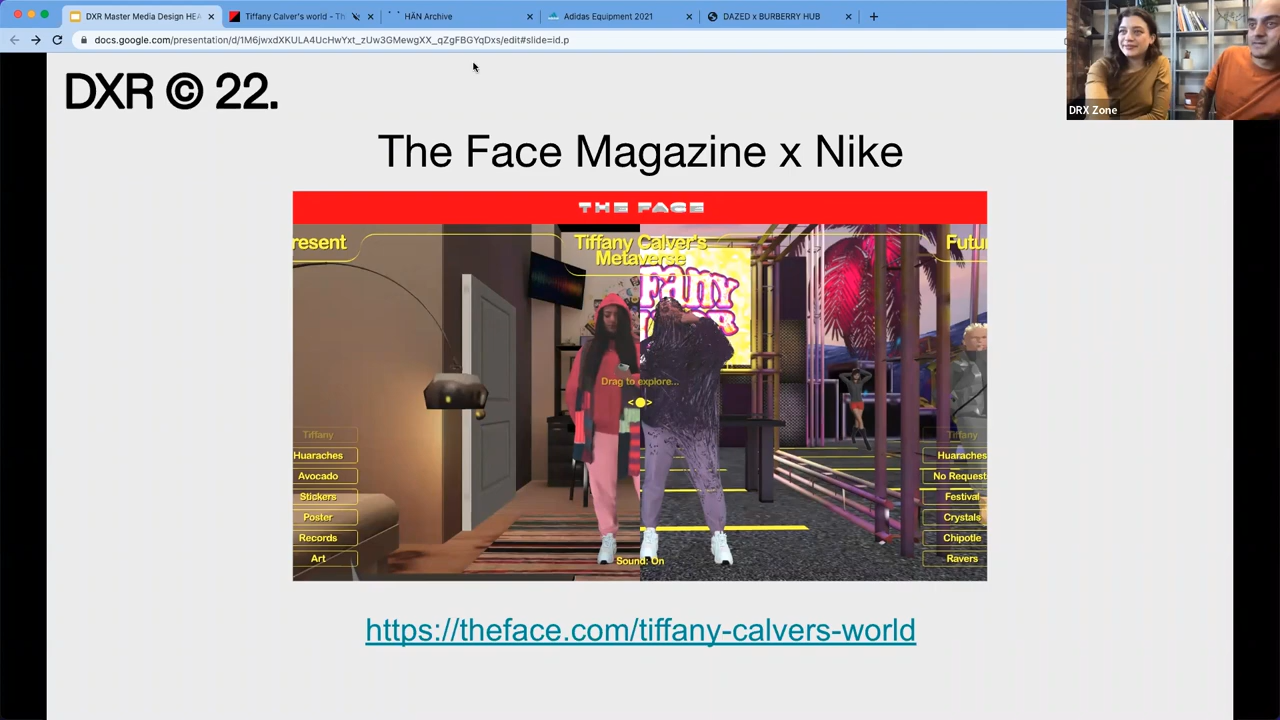 DXR Master Media Design HEA
Tiffany Calver's world - Th
HÄN Archive
Adidas Equipment 2021
DAZED x BURBERRY HUB
docs.google.com/presentation/d/1M6jwxdXKULA4UcHwYxt_zUw3GMewgXX_qZgFBGYqDxs/edit#slide=id.p
DRX Zone
DXR © 22.
The Face Magazine x Nike
THE FACE
resent
Tiffany Calver's
Metaverse
Futu
Drag to explore...
<>
Tiffany
Huaraches
Avocado
Stickers
Poster
Records
Art
Tiffany
Huaraches
No Request
Festival
Crystals
Chipotle
Ravers
Sound: On
https://theface.com/tiffany-calvers-world